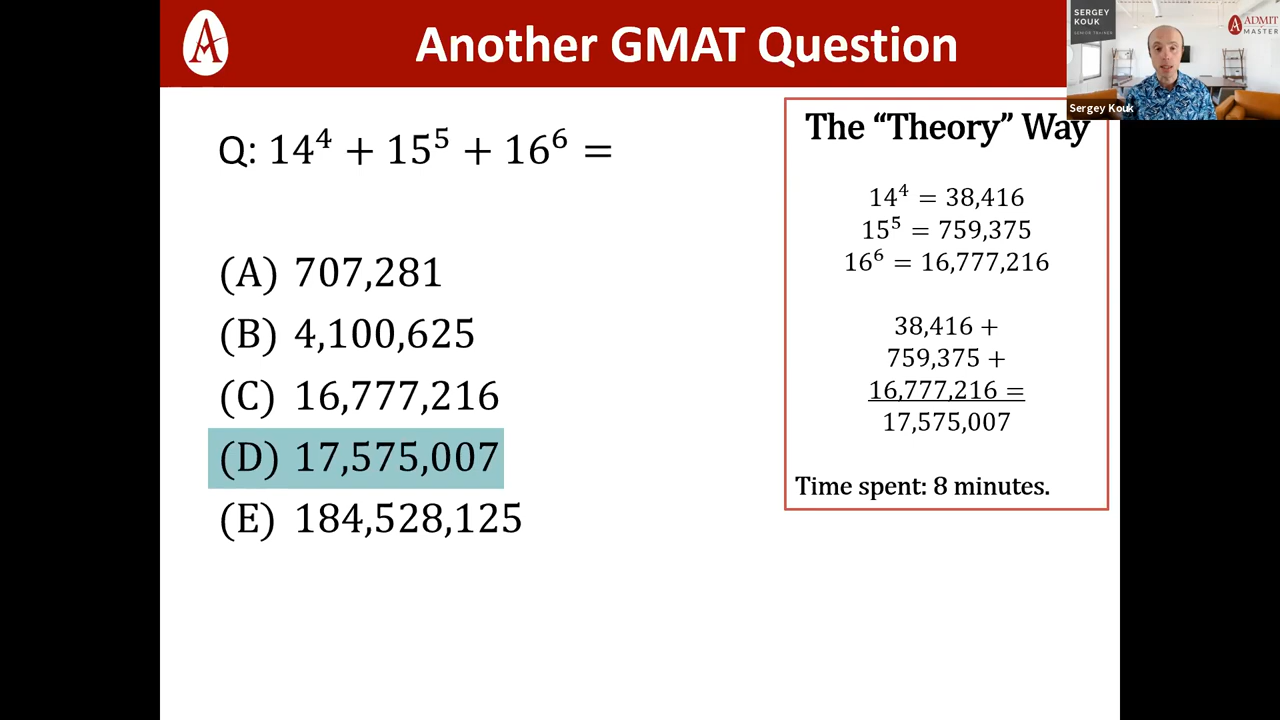 Another GMAT Question
SERGEY
KOUK
SENIOR TRAINER
ADMIT
MASTER
Sergey Kouk
Q: 14⁴ + 15⁵ + 16⁶ =
(A) 707,281
(B) 4,100,625
(C) 16,777,216
(D) 17,575,007
(E) 184,528,125
The “Theory” Way
14⁴ = 38,416
15⁵ = 759,375
16⁶ = 16,777,216
38,416 +
759,375 +
16,777,216 =
17,575,007
Time spent: 8 minutes.